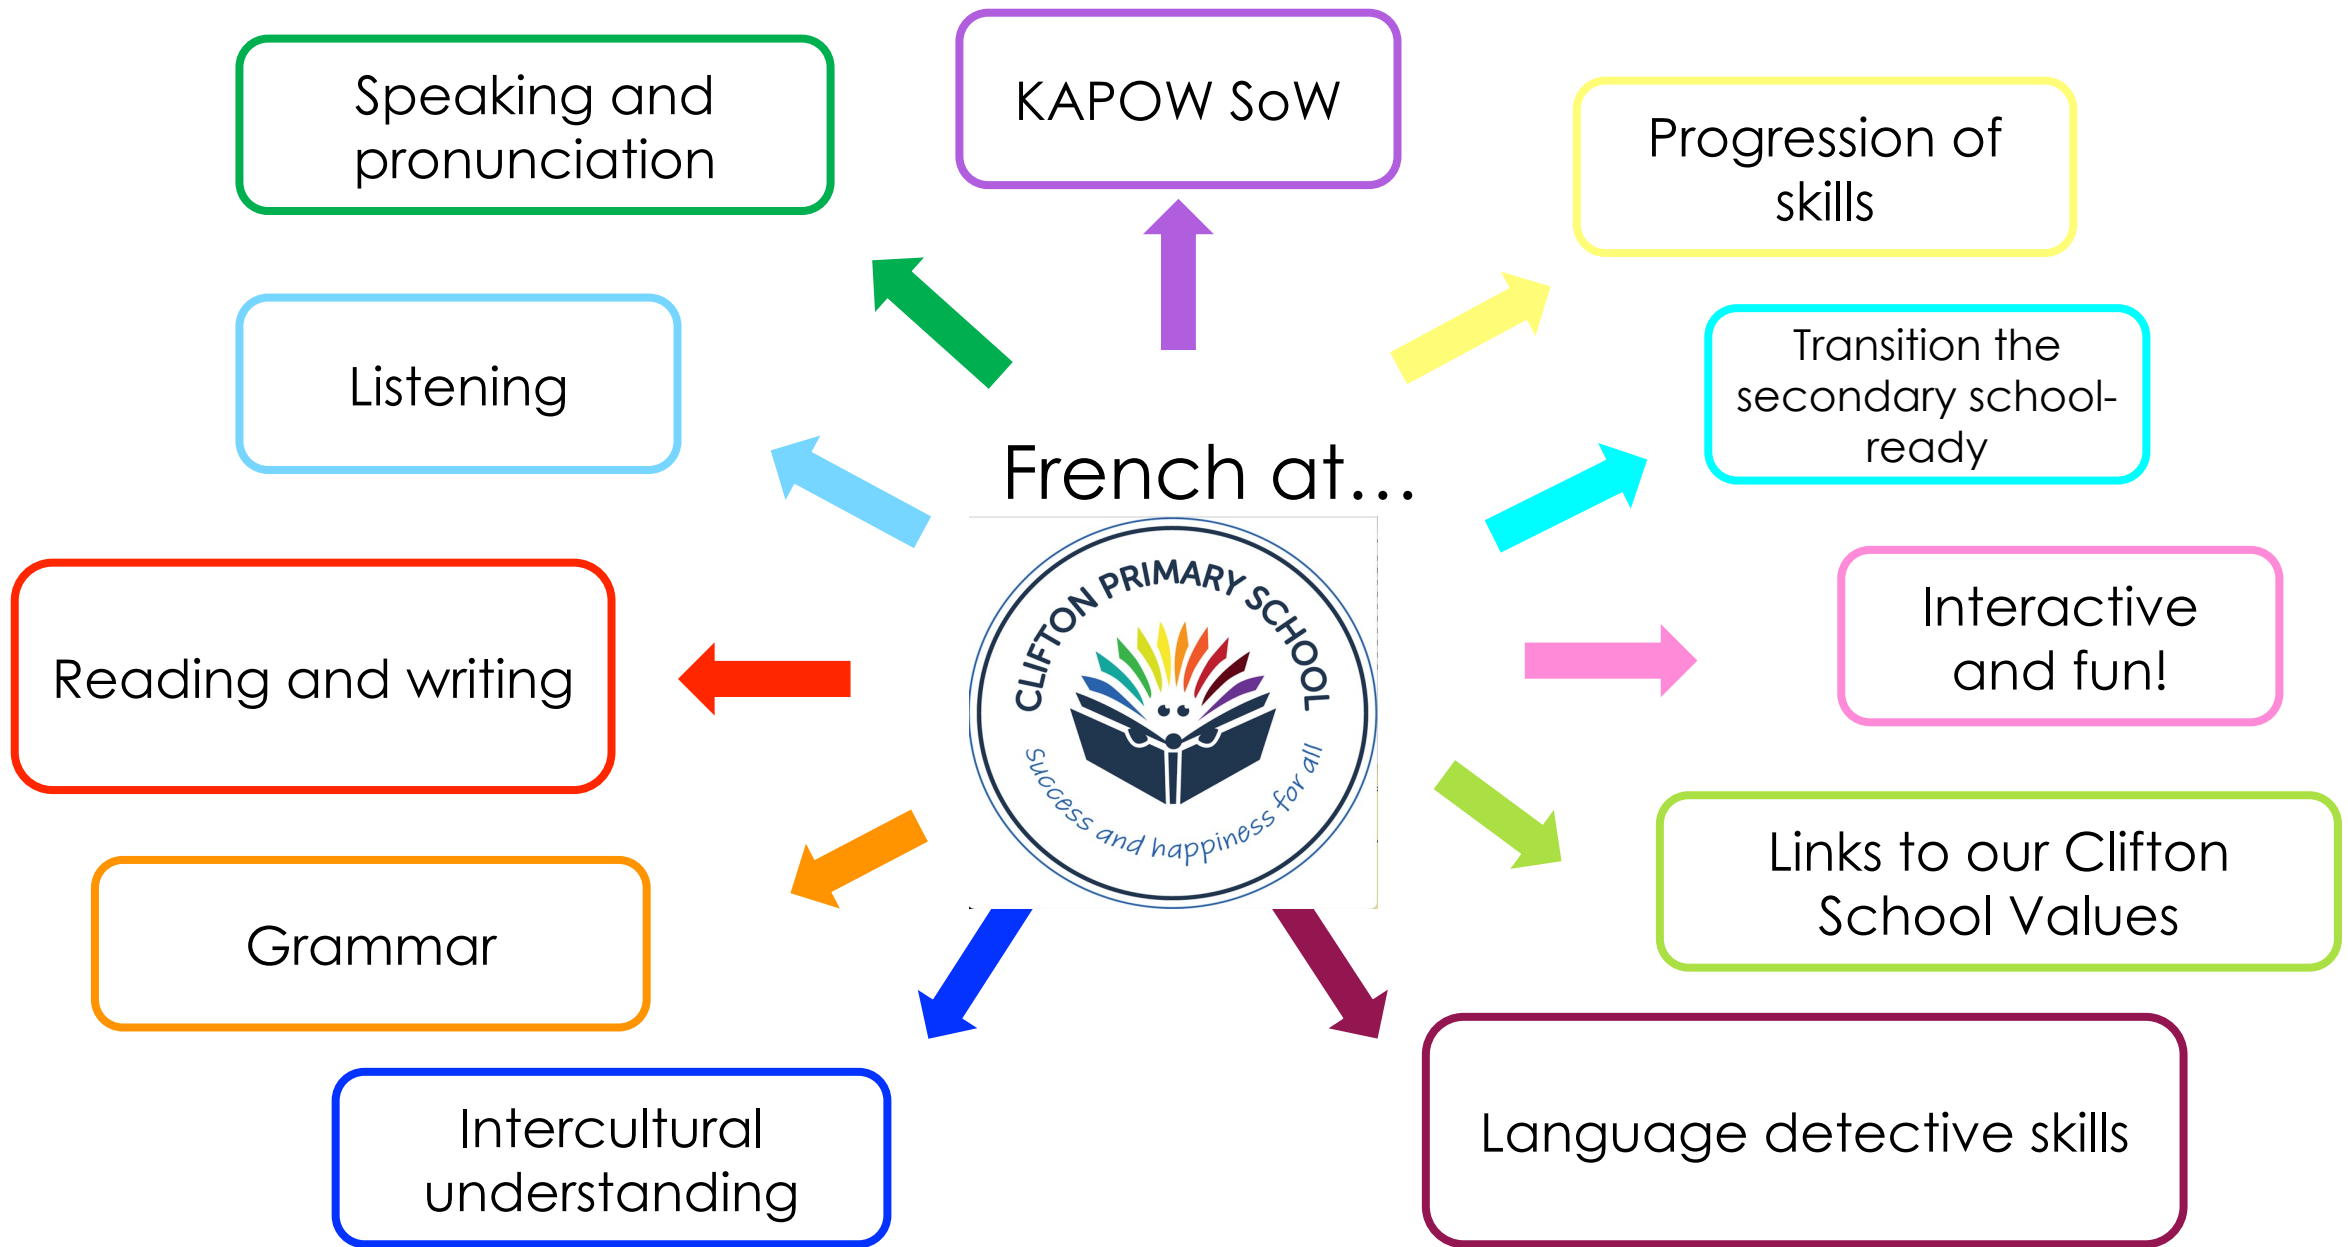 Speaking and
pronunciation
KAPOW SoW
Progression of
skills
Listening
Transition the
secondary school-
ready
French at...
CLIFTON PRIMARY SCHOOL
Success and happiness for all
Reading and writing
Interactive
and fun!
Grammar
Links to our Clifton
School Values
Intercultural
understanding
Language detective skills